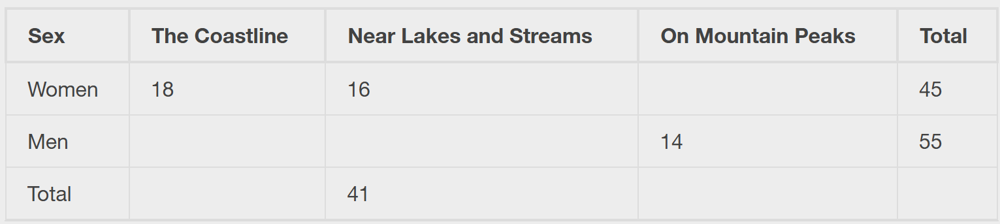 Sex The Coastline Near Lakes and Streams On Mountain Peaks Total
Women 18 16 45
Men 14 55
Total 41